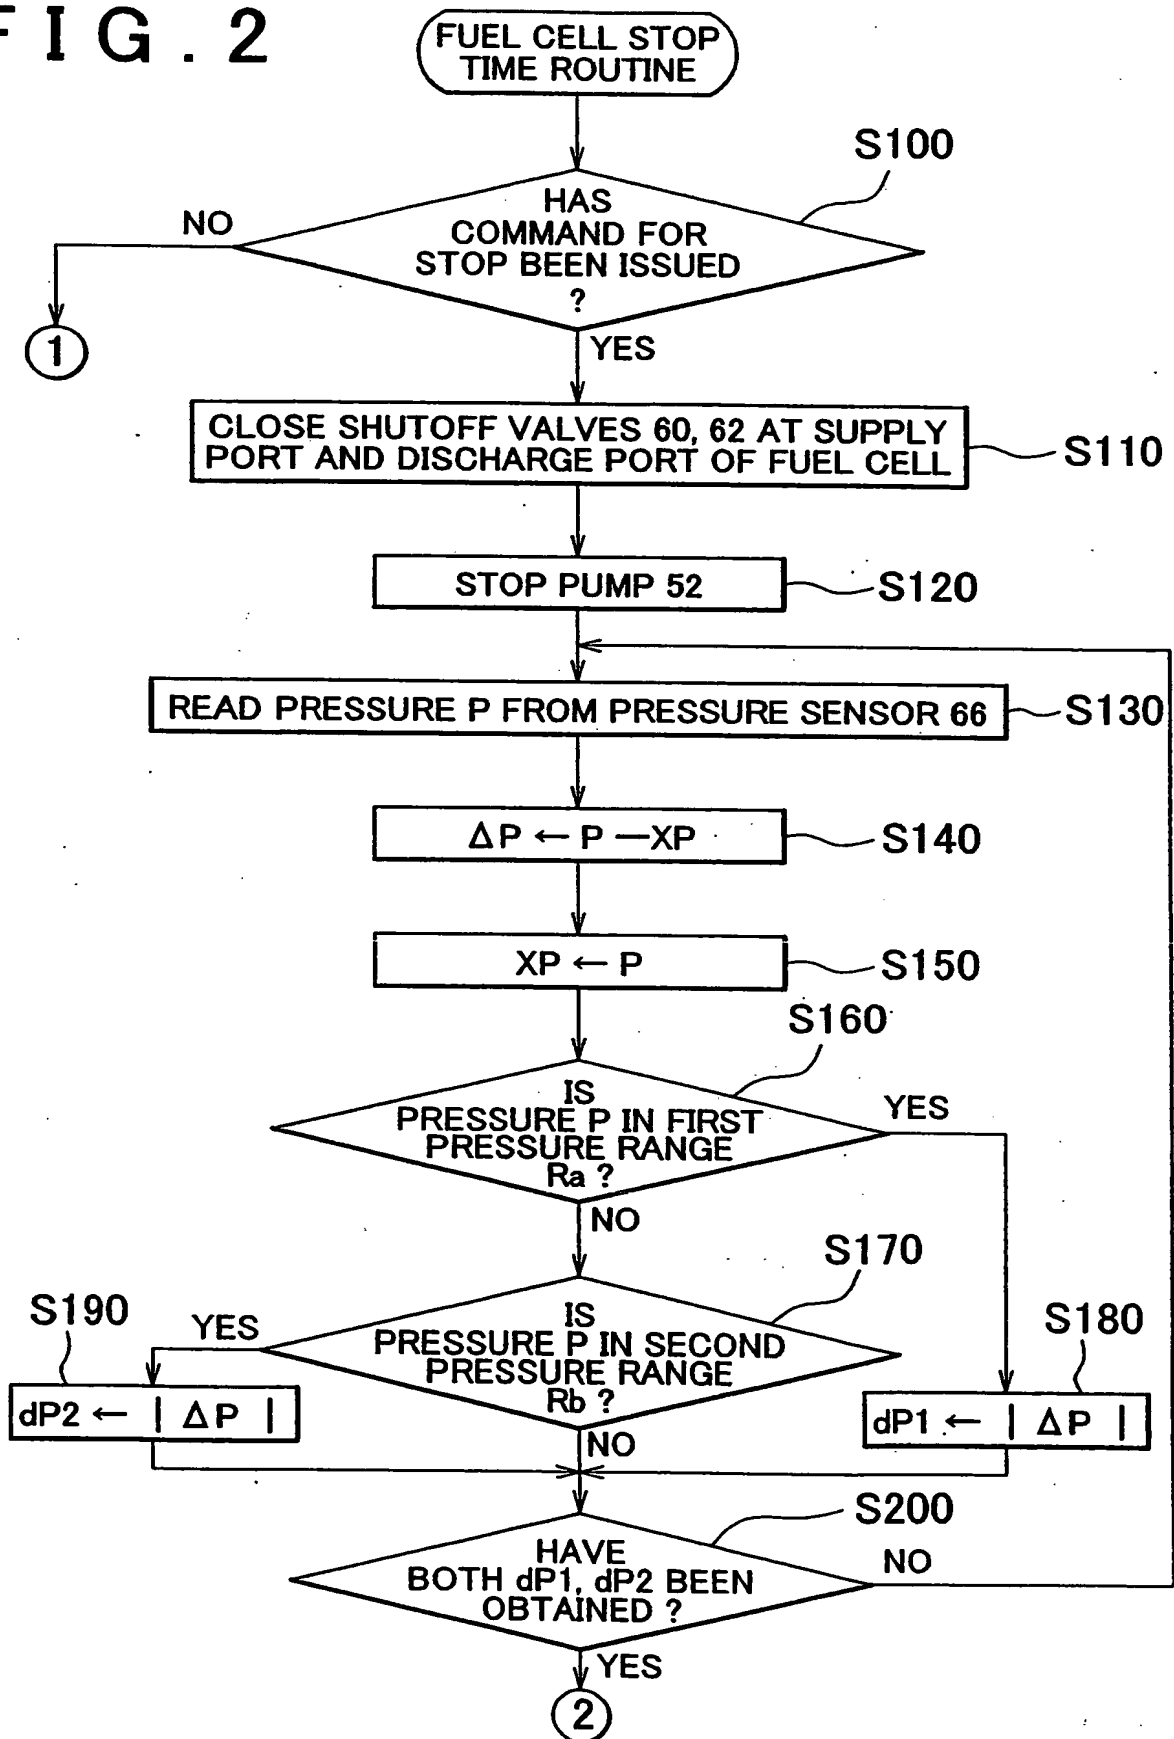 FIG. 2
FUEL CELL STOP
TIME ROUTINE
S100
HAS
COMMAND FOR
STOP BEEN ISSUED
?
NO
1
YES
CLOSE SHUTOFF VALVES 60, 62 AT SUPPLY
PORT AND DISCHARGE PORT OF FUEL CELL
S110
STOP PUMP 52
S120
READ PRESSURE P FROM PRESSURE SENSOR 66
S130
ΔP ← P —XP
S140
XP ← P
S150
S160
IS
PRESSURE P IN FIRST
PRESSURE RANGE
Ra ?
YES
NO
S170
IS
PRESSURE P IN SECOND
PRESSURE RANGE
Rb ?
S190
YES
S180
dP2 ← | ΔP |
dP1 ← | ΔP |
NO
S200
HAVE
BOTH dP1, dP2 BEEN
OBTAINED ?
NO
YES
2